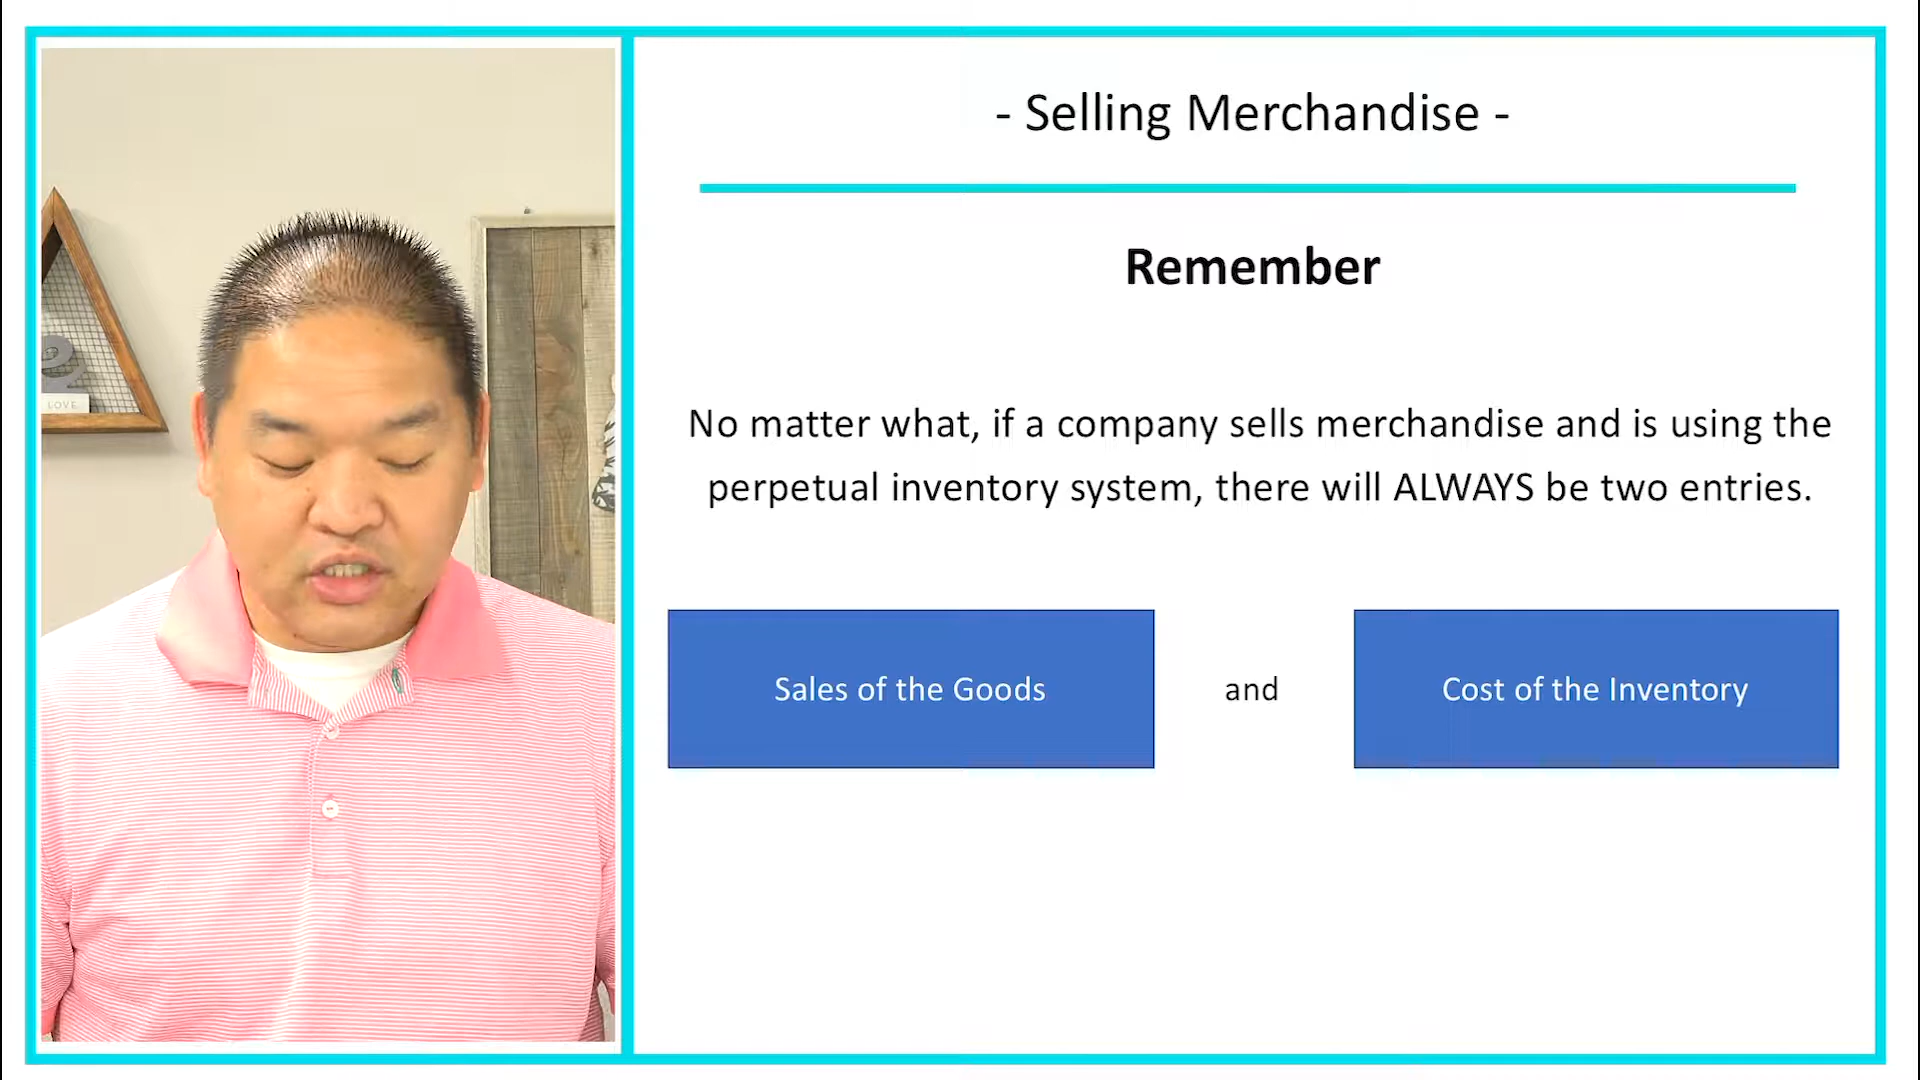 - Selling Merchandise -
Remember
No matter what, if a company sells merchandise and is using the
perpetual inventory system, there will ALWAYS be two entries.
Sales of the Goods
and
Cost of the Inventory
LOVE